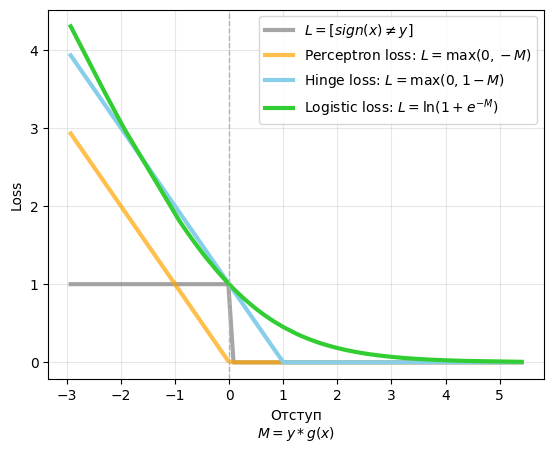 L = [sign(x) ≠ y]
Perceptron loss: L = max(0, −M)
Hinge loss: L = max(0, 1 − M)
Logistic loss: L = ln(1 + e^{−M})
Loss
4
3
2
1
0
−3 −2 −1 0 1 2 3 4 5
Отступ
M = y * g(x)